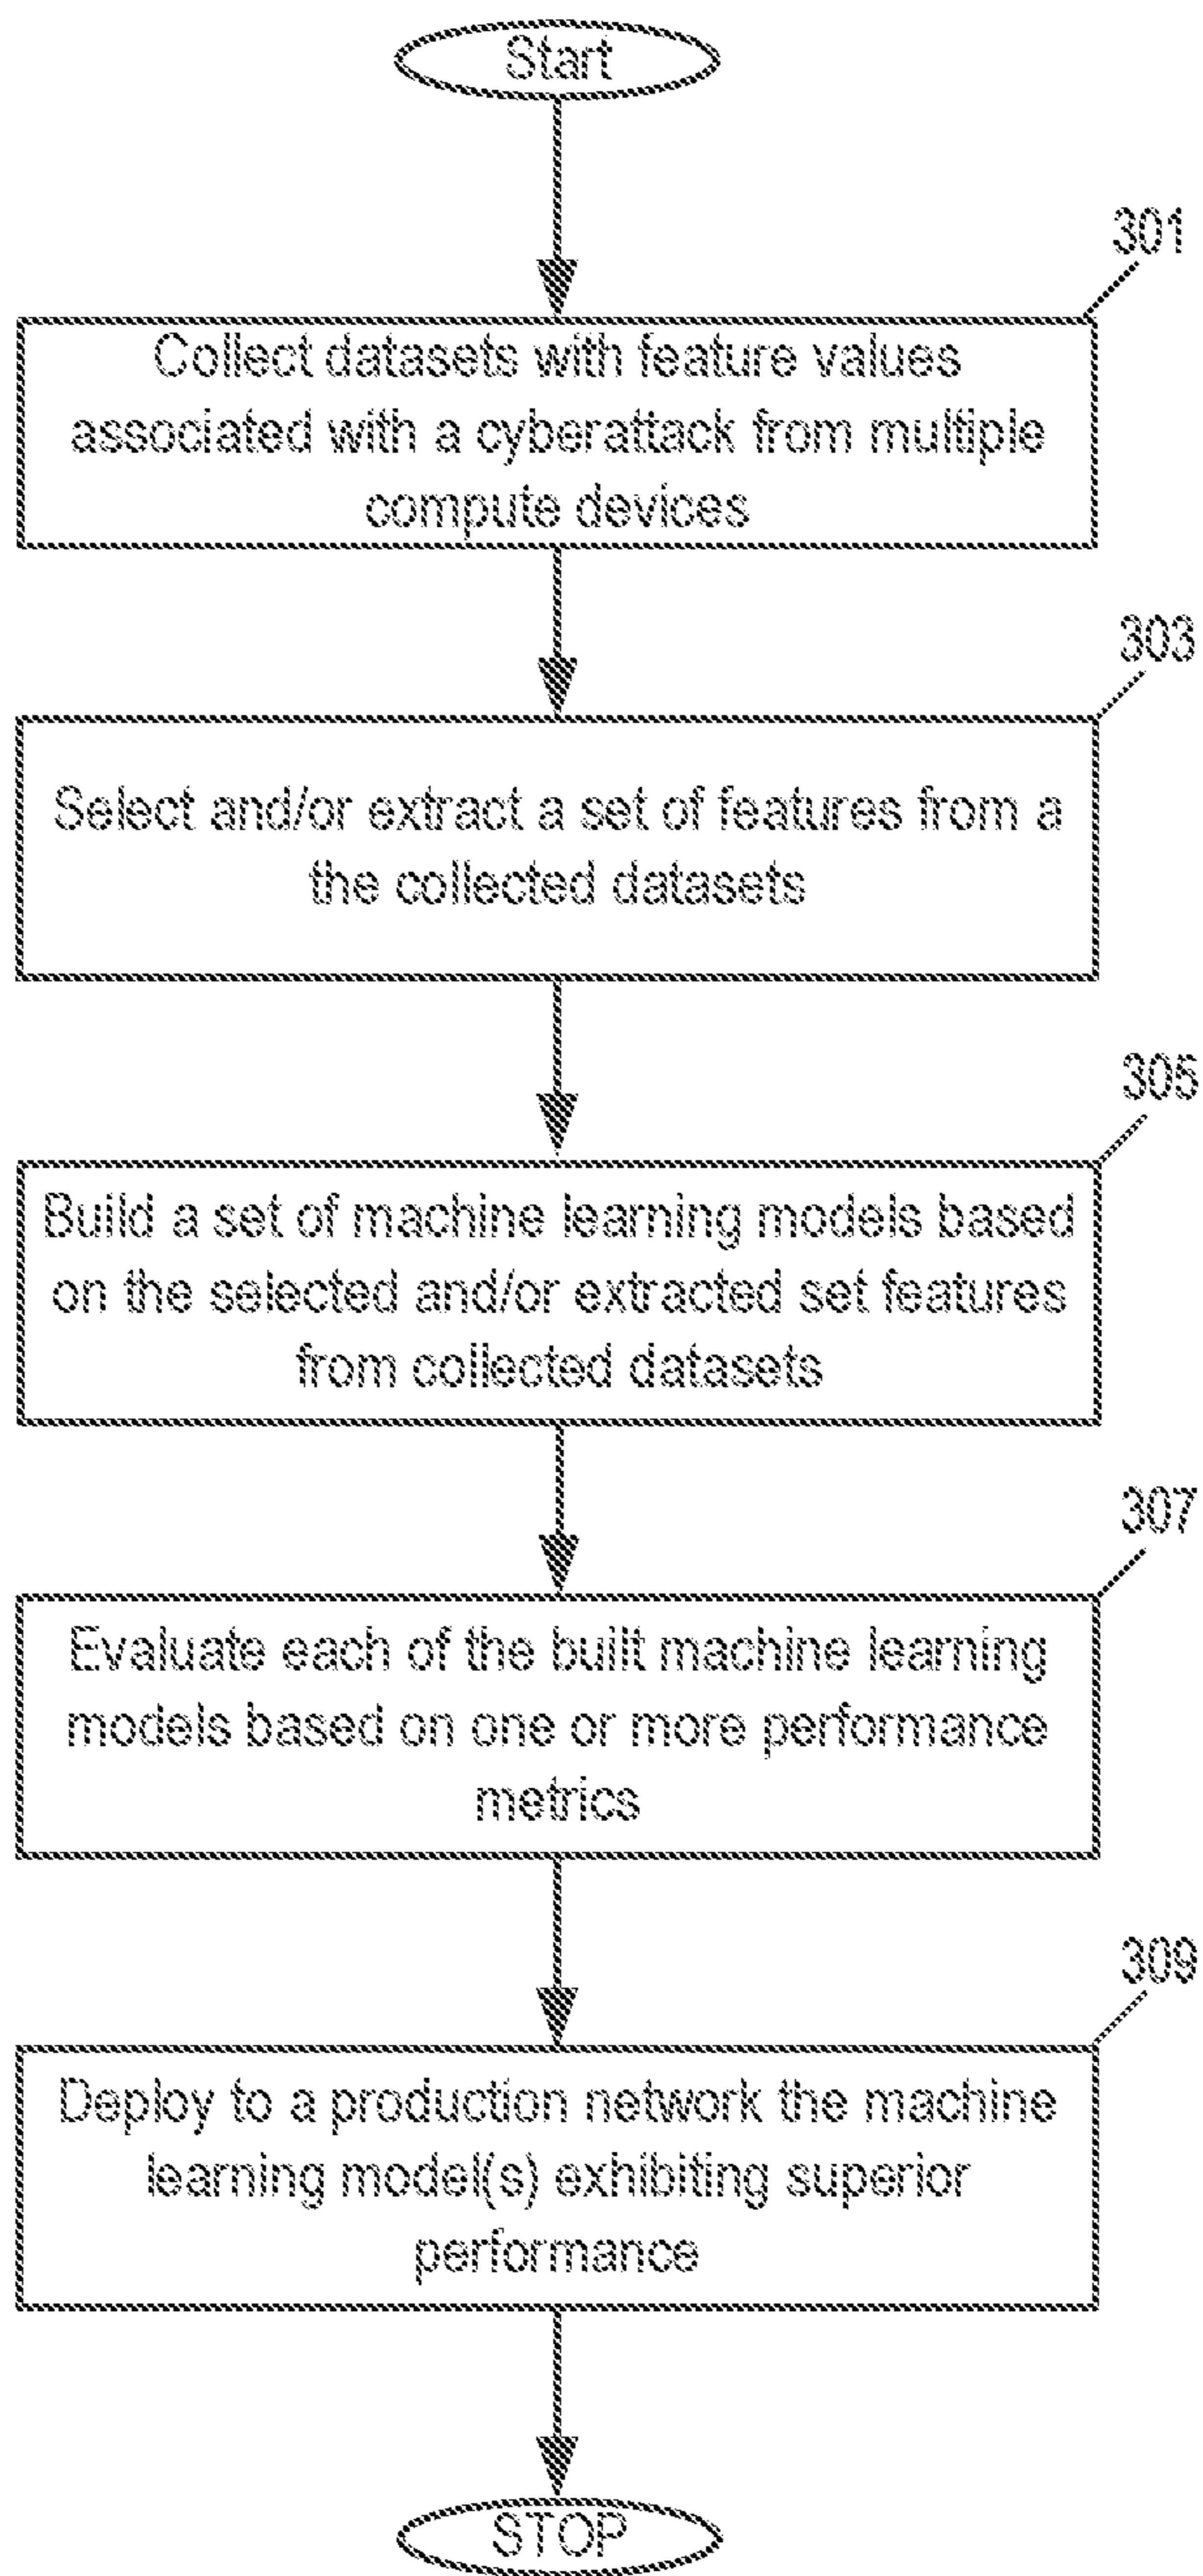 Start
301
Collect datasets with feature values
associated with a cyberattack from multiple
compute devices
303
Select and/or extract a set of features from a
the collected datasets
305
Build a set of machine learning models based
on the selected and/or extracted set features
from collected datasets
307
Evaluate each of the built machine learning
models based on one or more performance
metrics
309
Deploy to a production network the machine
learning model(s) exhibiting superior
performance
STOP